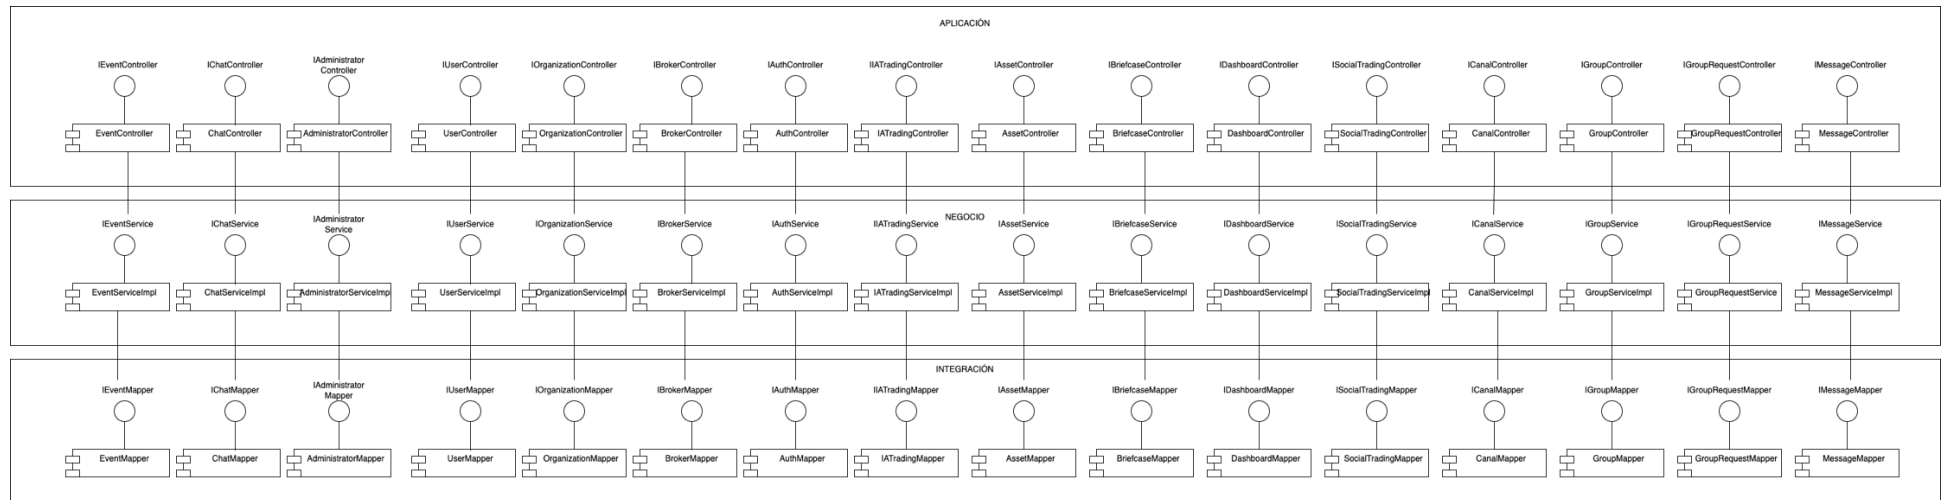 APLICACIÓN
IEventController
IChatController
IAdministrator
Controller
IUserController
IOrganizationController
IBrokerController
IAuthController
IIATradingController
IAssetController
IBriefcaseController
IDashboardController
ISocialTradingController
ICanalController
IGroupController
IGroupRequestController
IMessageController
EventController
ChatController
AdministratorController
UserController
OrganizationController
BrokerController
AuthController
IATradingController
AssetController
BriefcaseController
DashboardController
SocialTradingController
CanalController
GroupController
GroupRequestController
MessageController
NEGOCIO
IEventService
IChatService
IAdministrator
Service
IUserService
IOrganizationService
IBrokerService
IAuthService
IIATradingService
IAssetService
IBriefcaseService
IDashboardService
ISocialTradingService
ICanalService
IGroupService
IGroupRequestService
IMessageService
EventServiceImpl
ChatServiceImpl
AdministratorServiceImpl
UserServiceImpl
OrganizationServiceImpl
BrokerServiceImpl
AuthServiceImpl
IATradingServiceImpl
AssetServiceImpl
BriefcaseServiceImpl
DashboardServiceImpl
SocialTradingServiceImpl
CanalServiceImpl
GroupServiceImpl
GroupRequestService
MessageServiceImpl
INTEGRACIÓN
IEventMapper
IChatMapper
IAdministrator
Mapper
IUserMapper
IOrganizationMapper
IBrokerMapper
IAuthMapper
IIATradingMapper
IAssetMapper
IBriefcaseMapper
IDashboardMapper
ISocialTradingMapper
ICanalMapper
IGroupMapper
IGroupRequestMapper
IMessageMapper
EventMapper
ChatMapper
AdministratorMapper
UserMapper
OrganizationMapper
BrokerMapper
AuthMapper
IATradingMapper
AssetMapper
BriefcaseMapper
DashboardMapper
SocialTradingMapper
CanalMapper
GroupMapper
GroupRequestMapper
MessageMapper